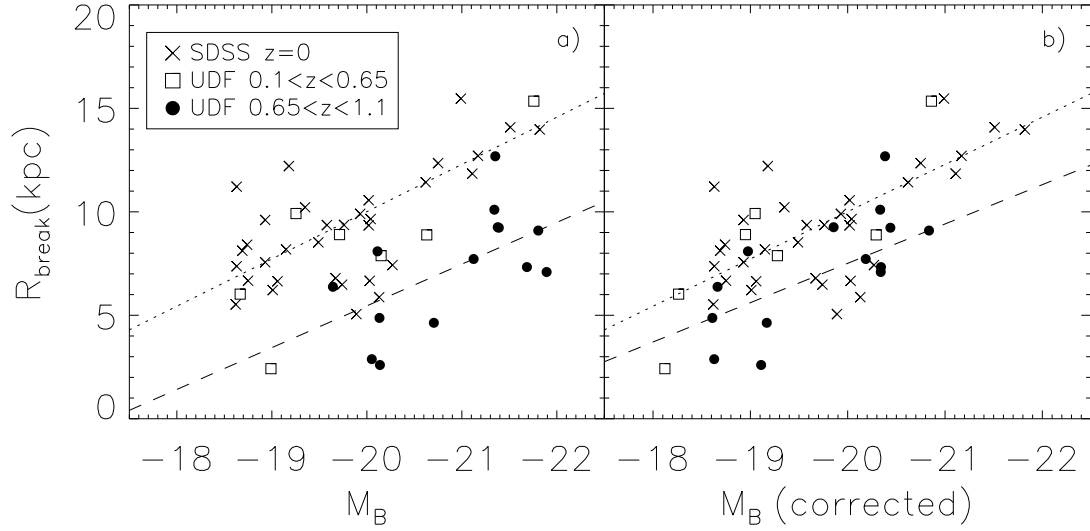 20
15
10
5
0
R_break(kpc)
× SDSS z=0
□ UDF 0.1<z<0.65
● UDF 0.65<z<1.1
a)
b)
−18 −19 −20 −21 −22
−18 −19 −20 −21 −22
M_B
M_B (corrected)